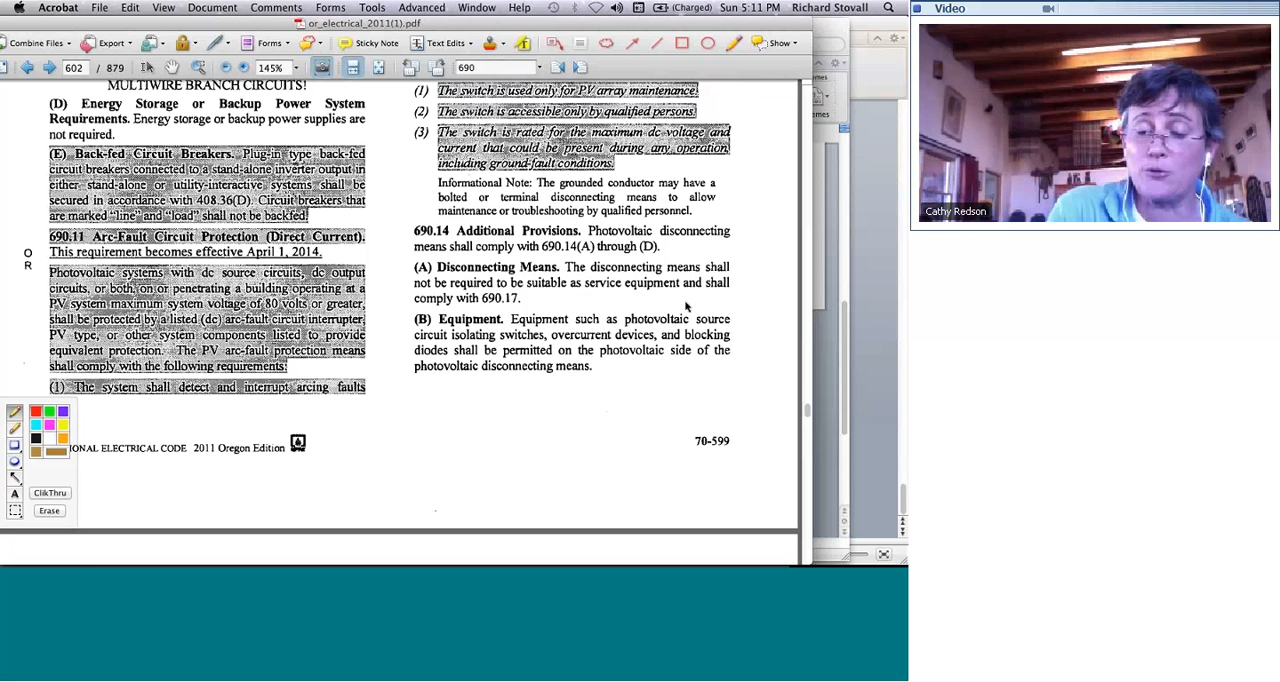 Acrobat File Edit View Document Comments Forms Tools Advanced Window Help (Charged) Sun 5:11 PM Richard Stovall
or_electrical_2011(1).pdf
Combine Files Export Forms Sticky Note Text Edits Show
602 / 879 145% 690
MULTIWIRE BRANCH CIRCUITS!
(D) Energy Storage or Backup Power System
Requirements. Energy storage or backup power supplies are
not required.
(E) Back-fed Circuit Breakers. Plug-in type back-fed
circuit breakers connected to a stand-alone inverter output in
either stand-alone or utility-interactive systems shall be
secured in accordance with 408.36(D). Circuit breakers that
are marked “line” and “load” shall not be backfed!
690.11 Arc-Fault Circuit Protection (Direct Current).
This requirement becomes effective April 1, 2014.
O
R
Photovoltaic systems with dc source circuits, dc output
circuits, or both, on or penetrating a building operating at a
PV system maximum system voltage of 80 volts or greater,
shall be protected by a listed (dc) arc-fault circuit interrupter,
PV type, or other system components listed to provide
equivalent protection. The PV arc-fault protection means
shall comply with the following requirements:
(1) The system shall detect and interrupt arcing faults
IONAL ELECTRICAL CODE 2011 Oregon Edition
(1) The switch is used only for PV array maintenance.
(2) The switch is accessible only by qualified persons.
(3) The switch is rated for the maximum dc voltage and
current that could be present during any operation,
including ground-fault conditions.
Informational Note: The grounded conductor may have a
bolted or terminal disconnecting means to allow
maintenance or troubleshooting by qualified personnel.
690.14 Additional Provisions. Photovoltaic disconnecting
means shall comply with 690.14(A) through (D).
(A) Disconnecting Means. The disconnecting means shall
not be required to be suitable as service equipment and shall
comply with 690.17.
(B) Equipment. Equipment such as photovoltaic source
circuit isolating switches, overcurrent devices, and blocking
diodes shall be permitted on the photovoltaic side of the
photovoltaic disconnecting means.
70-599
A
ClikThru
Erase
Video
Cathy Redson